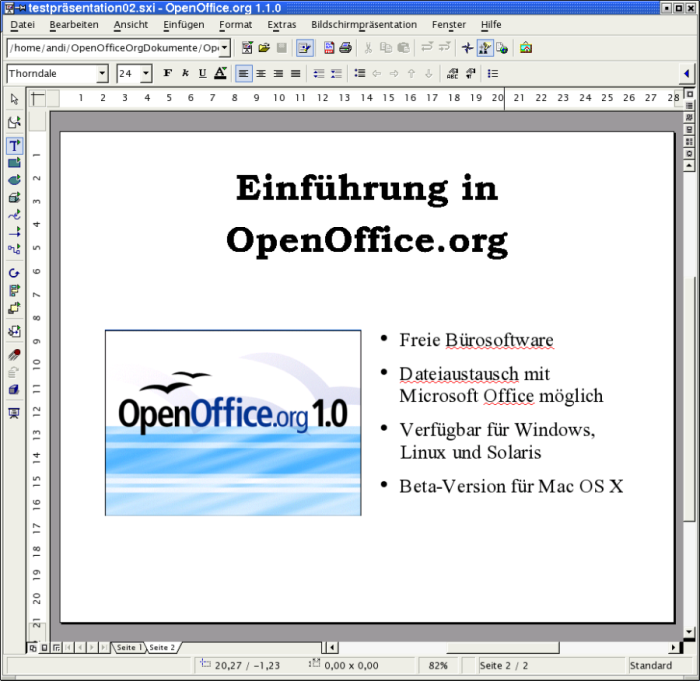 testpräsentation02.sxi - OpenOffice.org 1.1.0
Datei Bearbeiten Ansicht Einfügen Format Extras Bildschirmpräsentation Fenster Hilfe
/home/andi/OpenOfficeOrgDokumente/Ope
Thorndale 24 F K U A
1 2 3 4 5 6 7 8 9 10 11 12 13 14 15 16 17 18 19 20 21 22 23 24 25 26 27 28
1
2
3
4
5
6
7
8
9
10
11
12
13
14
15
16
17
18
19
20
21
Einführung in
OpenOffice.org
OpenOffice.org 1.0
• Freie Bürosoftware
• Dateiaustausch mit
Microsoft Office möglich
• Verfügbar für Windows,
Linux und Solaris
• Beta-Version für Mac OS X
Seite 1 Seite 2
20,27 / -1,23 0,00 x 0,00 82% Seite 2 / 2 Standard